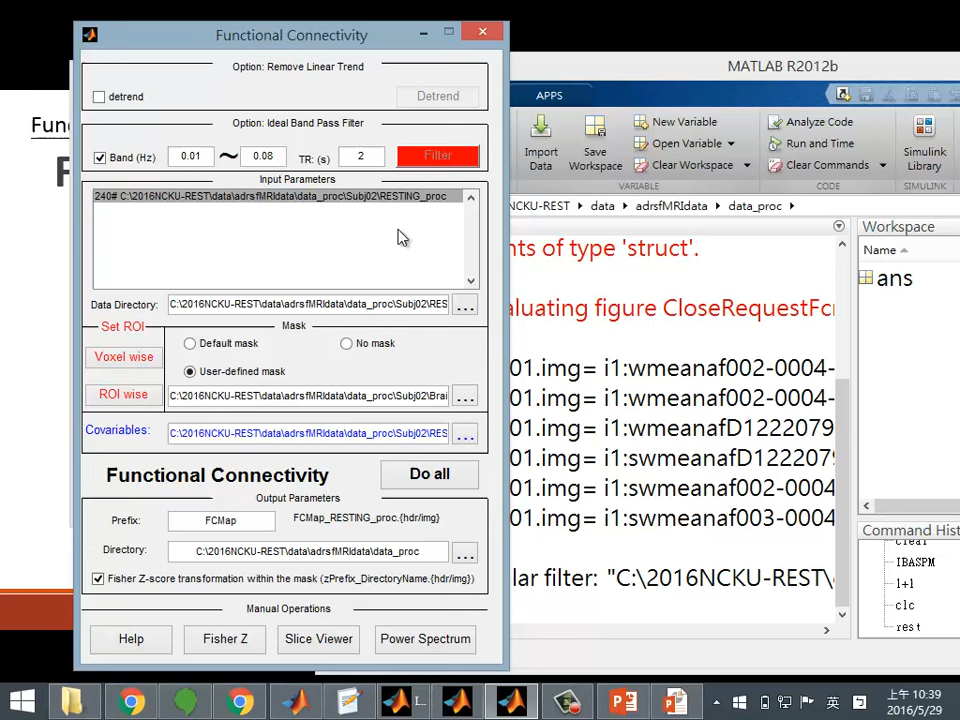 Functional Connectivity
Option: Remove Linear Trend
detrend
Detrend
Option: Ideal Band Pass Filter
Band (Hz)
0.01
~
0.08
TR: (s)
2
Filter
Input Parameters
240# C:\2016NCKU-REST\data\adrsfMRIdata\data_proc\Subj02\RESTING_proc
Data Directory:
C:\2016NCKU-REST\data\adrsfMRIdata\data_proc\Subj02\RES
...
Set ROI
Mask
Voxel wise
Default mask
No mask
User-defined mask
ROI wise
C:\2016NCKU-REST\data\adrsfMRIdata\data_proc\Subj02\Brai
...
Covariables:
C:\2016NCKU-REST\data\adrsfMRIdata\data_proc\Subj02\RES
...
Functional Connectivity
Do all
Output Parameters
Prefix:
FCMap
FCMap_RESTING_proc.{hdr/img}
Directory:
C:\2016NCKU-REST\data\adrsfMRIdata\data_proc
...
Fisher Z-score transformation within the mask (zPrefix_DirectoryName.{hdr/img})
Manual Operations
Help
Fisher Z
Slice Viewer
Power Spectrum
Func
F
MATLAB R2012b
APPS
Import Data
Save Workspace
New Variable
Open Variable
Clear Workspace
VARIABLE
Analyze Code
Run and Time
Clear Commands
CODE
Simulink Library
SIMULINK
NCKU-REST ▸ data ▸ adrsfMRIdata ▸ data_proc ▸
nts of type 'struct'.
aluating figure CloseRequestFcn
01.img= i1:wmeanaf002-0004-
01.img= i1:wmeanaf002-0004-
01.img= i1:wmeanafD1222079
01.img= i1:swmeanafD1222079
01.img= i1:swmeanaf002-0004
01.img= i1:swmeanaf003-0004
lar filter: "C:\2016NCKU-REST\
Workspace
Name
ans
Command Hist
clear
IBASPM
1+1
clc
rest
英
上午 10:39
2016/5/29